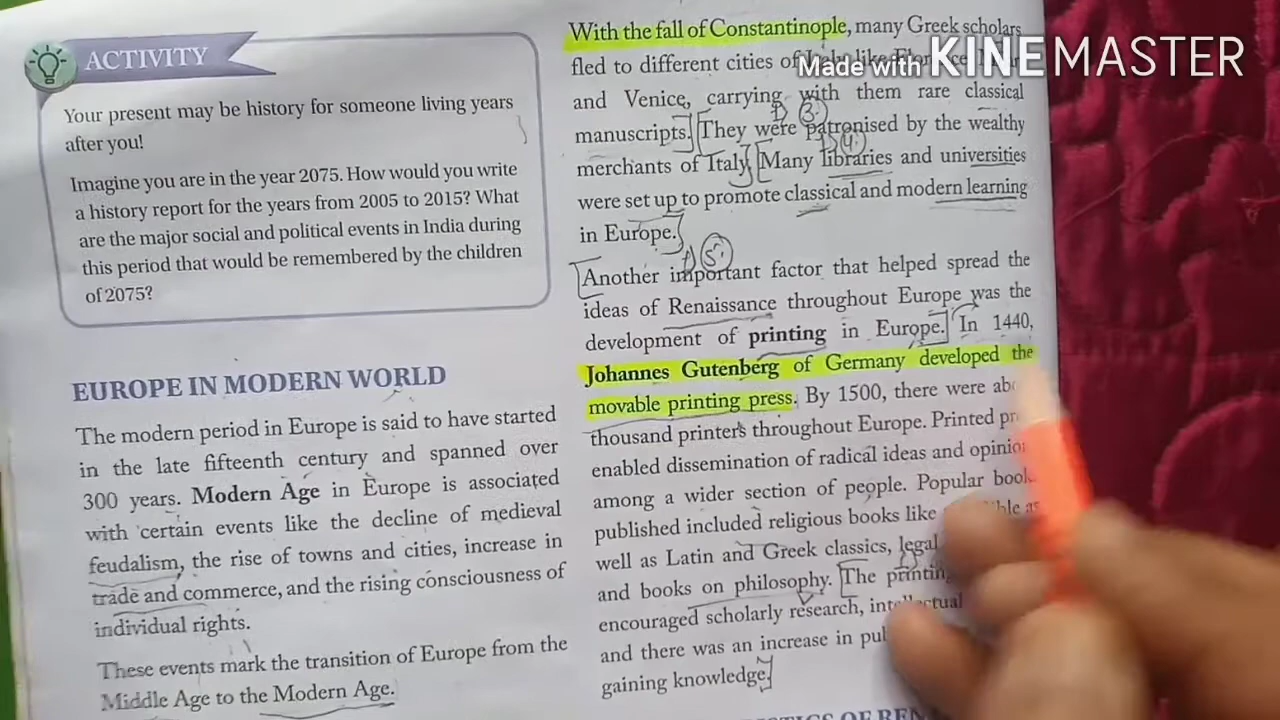 ACTIVITY
Your present may be history for someone living years
after you!
Imagine you are in the year 2075. How would you write
a history report for the years from 2005 to 2015? What
are the major social and political events in India during
this period that would be remembered by the children
of 2075?
EUROPE IN MODERN WORLD
The modern period in Europe is said to have started
in the late fifteenth century and spanned over
300 years. Modern Age in Europe is associated
with certain events like the decline of medieval
feudalism, the rise of towns and cities, increase in
trade and commerce, and the rising consciousness of
individual rights.
These events mark the transition of Europe from the
Middle Age to the Modern Age.
With the fall of Constantinople, many Greek scholars
fled to different cities of
Made with KINEMASTER
and Venice, carrying with them rare classical
3.
manuscripts. They were patronised by the wealthy
4.
merchants of Italy. Many libraries and universities
were set up to promote classical and modern learning
in Europe.
5.
Another important factor that helped spread the
ideas of Renaissance throughout Europe was the
development of printing in Europe. In 1440,
Johannes Gutenberg of Germany developed the
movable printing press. By 1500, there were
thousand printers throughout Europe. Printed
enabled dissemination of radical ideas and
among a wider section of people. Popular
published included religious books like
well as Latin and Greek classics, legal
and books on philosophy. The
encouraged scholarly research,
and there was an increase in
gaining knowledge.